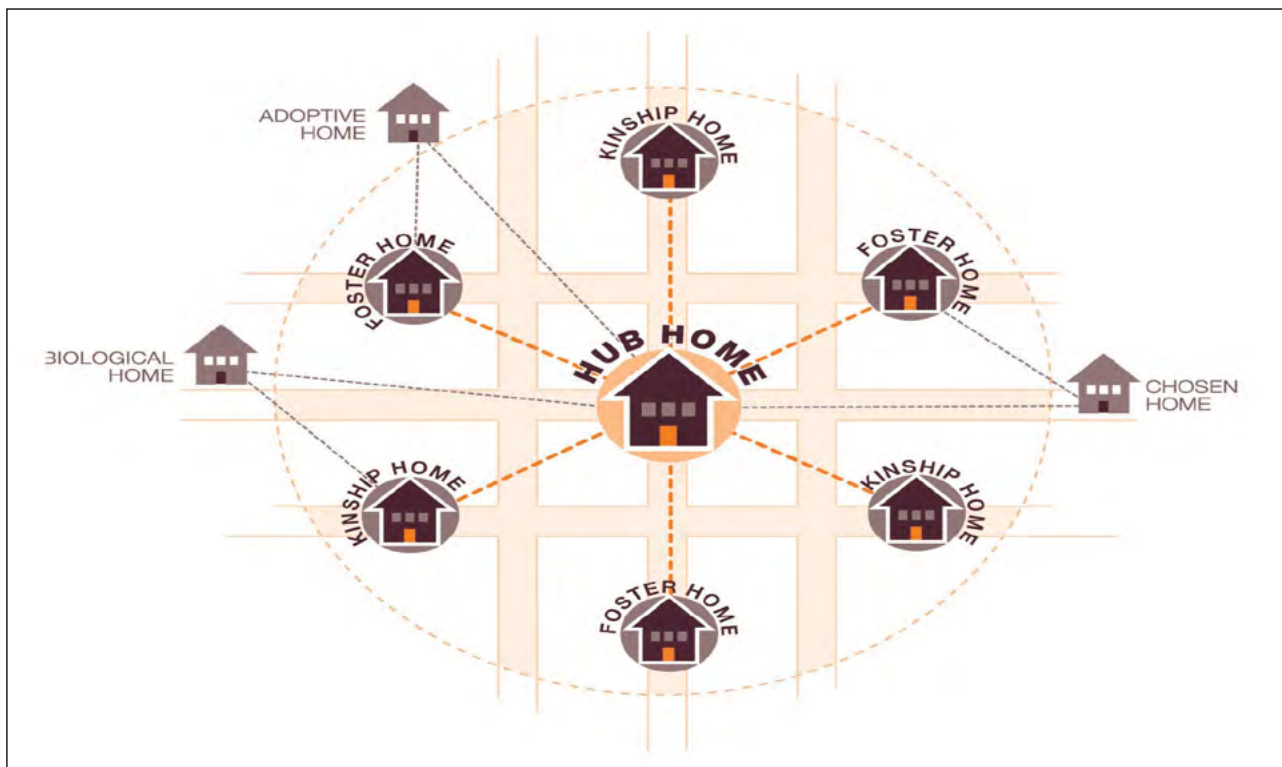 ADOPTIVE
HOME
KINSHIP HOME
FOSTER HOME
FOSTER HOME
HUB HOME
BIOLOGICAL
HOME
CHOSEN
HOME
KINSHIP HOME
KINSHIP HOME
FOSTER HOME